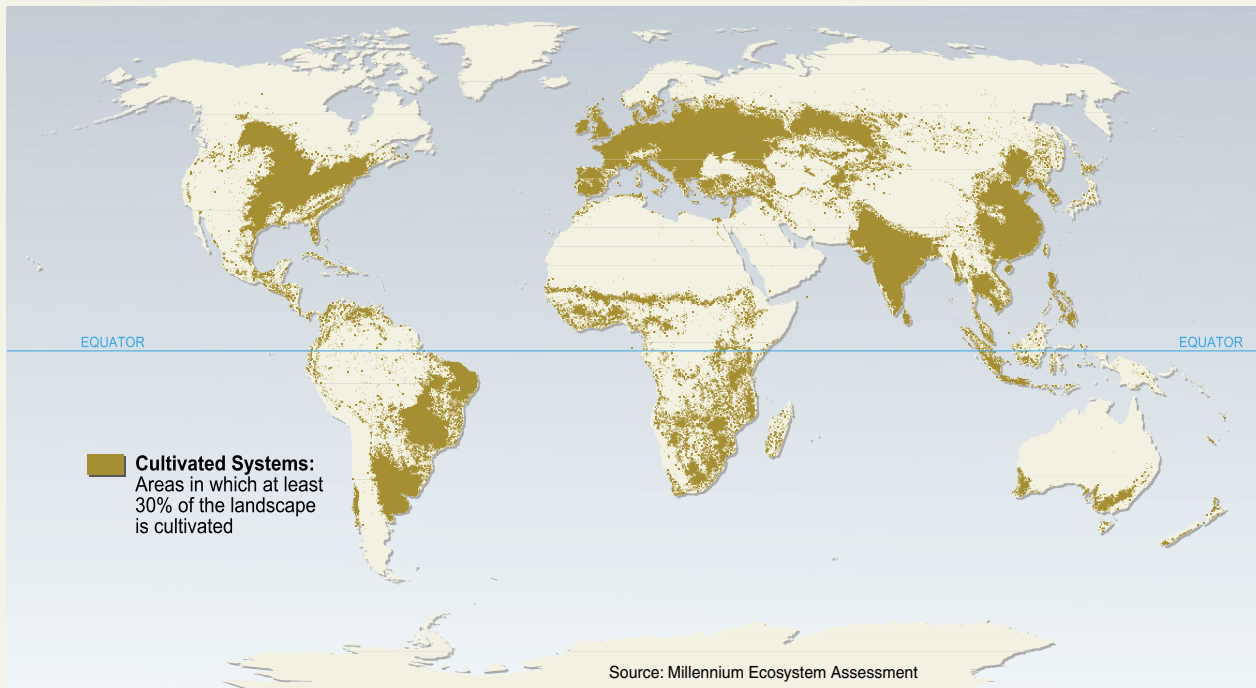 EQUATOR
EQUATOR
Cultivated Systems:
Areas in which at least
30% of the landscape
is cultivated
Source: Millennium Ecosystem Assessment